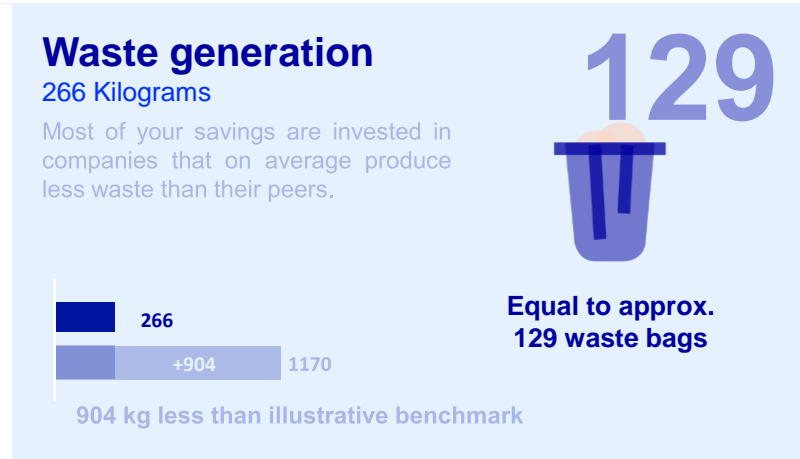 Waste generation
266 Kilograms
Most of your savings are invested in
companies that on average produce
less waste than their peers.
129
Equal to approx.
129 waste bags
266
+904
1170
904 kg less than illustrative benchmark